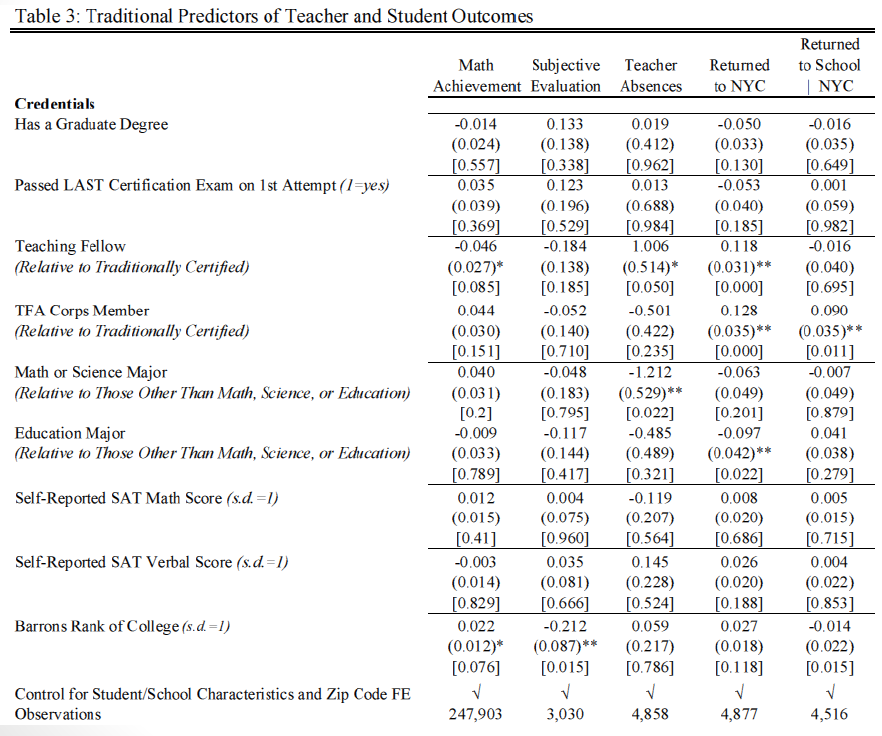 Table 3: Traditional Predictors of Teacher and Student Outcomes
Math Achievement Subjective Evaluation Teacher Absences Returned to NYC Returned to School | NYC
Credentials
Has a Graduate Degree -0.014 0.133 0.019 -0.050 -0.016
(0.024) (0.138) (0.412) (0.033) (0.035)
[0.557] [0.338] [0.962] [0.130] [0.649]
Passed LAST Certification Exam on 1st Attempt (1=yes) 0.035 0.123 0.013 -0.053 0.001
(0.039) (0.196) (0.688) (0.040) (0.059)
[0.369] [0.529] [0.984] [0.185] [0.982]
Teaching Fellow -0.046 -0.184 1.006 0.118 -0.016
(Relative to Traditionally Certified) (0.027)* (0.138) (0.514)* (0.031)** (0.040)
[0.085] [0.185] [0.050] [0.000] [0.695]
TFA Corps Member 0.044 -0.052 -0.501 0.128 0.090
(Relative to Traditionally Certified) (0.030) (0.140) (0.422) (0.035)** (0.035)**
[0.151] [0.710] [0.235] [0.000] [0.011]
Math or Science Major 0.040 -0.048 -1.212 -0.063 -0.007
(Relative to Those Other Than Math, Science, or Education) (0.031) (0.183) (0.529)** (0.049) (0.049)
[0.2] [0.795] [0.022] [0.201] [0.879]
Education Major -0.009 -0.117 -0.485 -0.097 0.041
(Relative to Those Other Than Math, Science, or Education) (0.033) (0.144) (0.489) (0.042)** (0.038)
[0.789] [0.417] [0.321] [0.022] [0.279]
Self-Reported SAT Math Score (s.d.=1) 0.012 0.004 -0.119 0.008 0.005
(0.015) (0.075) (0.207) (0.020) (0.015)
[0.41] [0.960] [0.564] [0.686] [0.715]
Self-Reported SAT Verbal Score (s.d.=1) -0.003 0.035 0.145 0.026 0.004
(0.014) (0.081) (0.228) (0.020) (0.022)
[0.829] [0.666] [0.524] [0.188] [0.853]
Barrons Rank of College (s.d.=1) 0.022 -0.212 0.059 0.027 -0.014
(0.012)* (0.087)** (0.217) (0.018) (0.022)
[0.076] [0.015] [0.786] [0.118] [0.015]
Control for Student/School Characteristics and Zip Code FE √ √ √ √ √
Observations 247,903 3,030 4,858 4,877 4,516